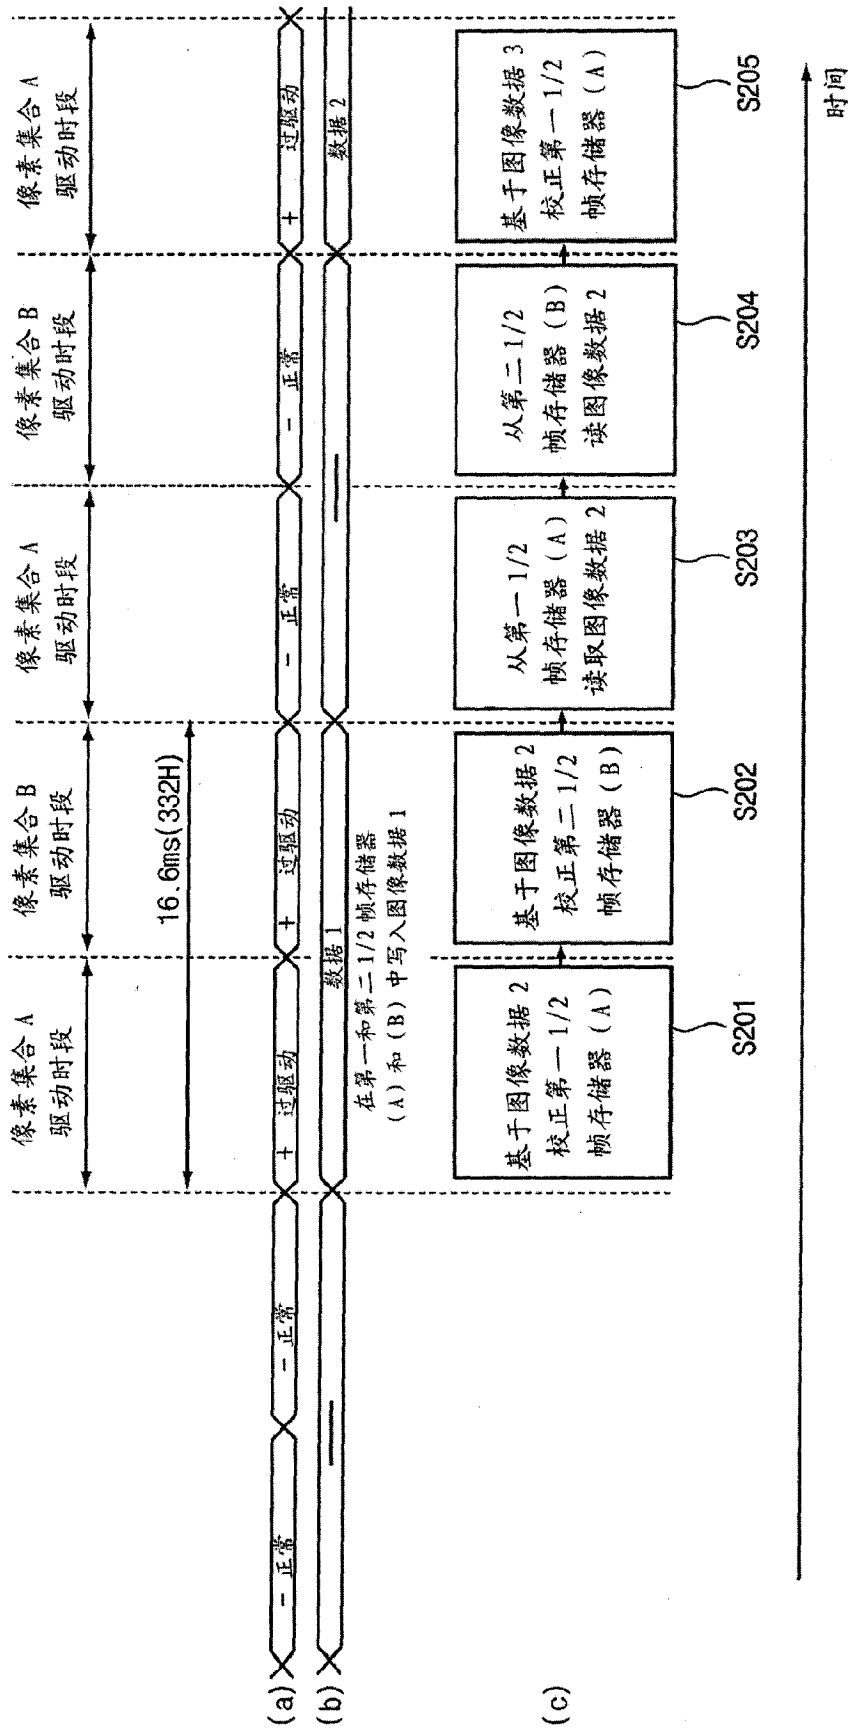 像素集合 A
驱动时段
像素集合 B
驱动时段
像素集合 A
驱动时段
像素集合 B
驱动时段
像素集合 A
驱动时段
16.6ms(332H)
(a)
— 正常
— 正常
+ 过驱动
+ 过驱动
— 正常
— 正常
+ 过驱动
(b)
—
数据 1
—
数据 2
在第一和第二 1/2 帧存储器
(A) 和 (B) 中写入图像数据 1
(c)
基于图像数据 2
校正第一 1/2
帧存储器 (A)
S201
基于图像数据 2
校正第二 1/2
帧存储器 (B)
S202
从第一 1/2
帧存储器 (A)
读取图像数据 2
S203
从第二 1/2
帧存储器 (B)
读图像数据 2
S204
基于图像数据 3
校正第一 1/2
帧存储器 (A)
S205
时间